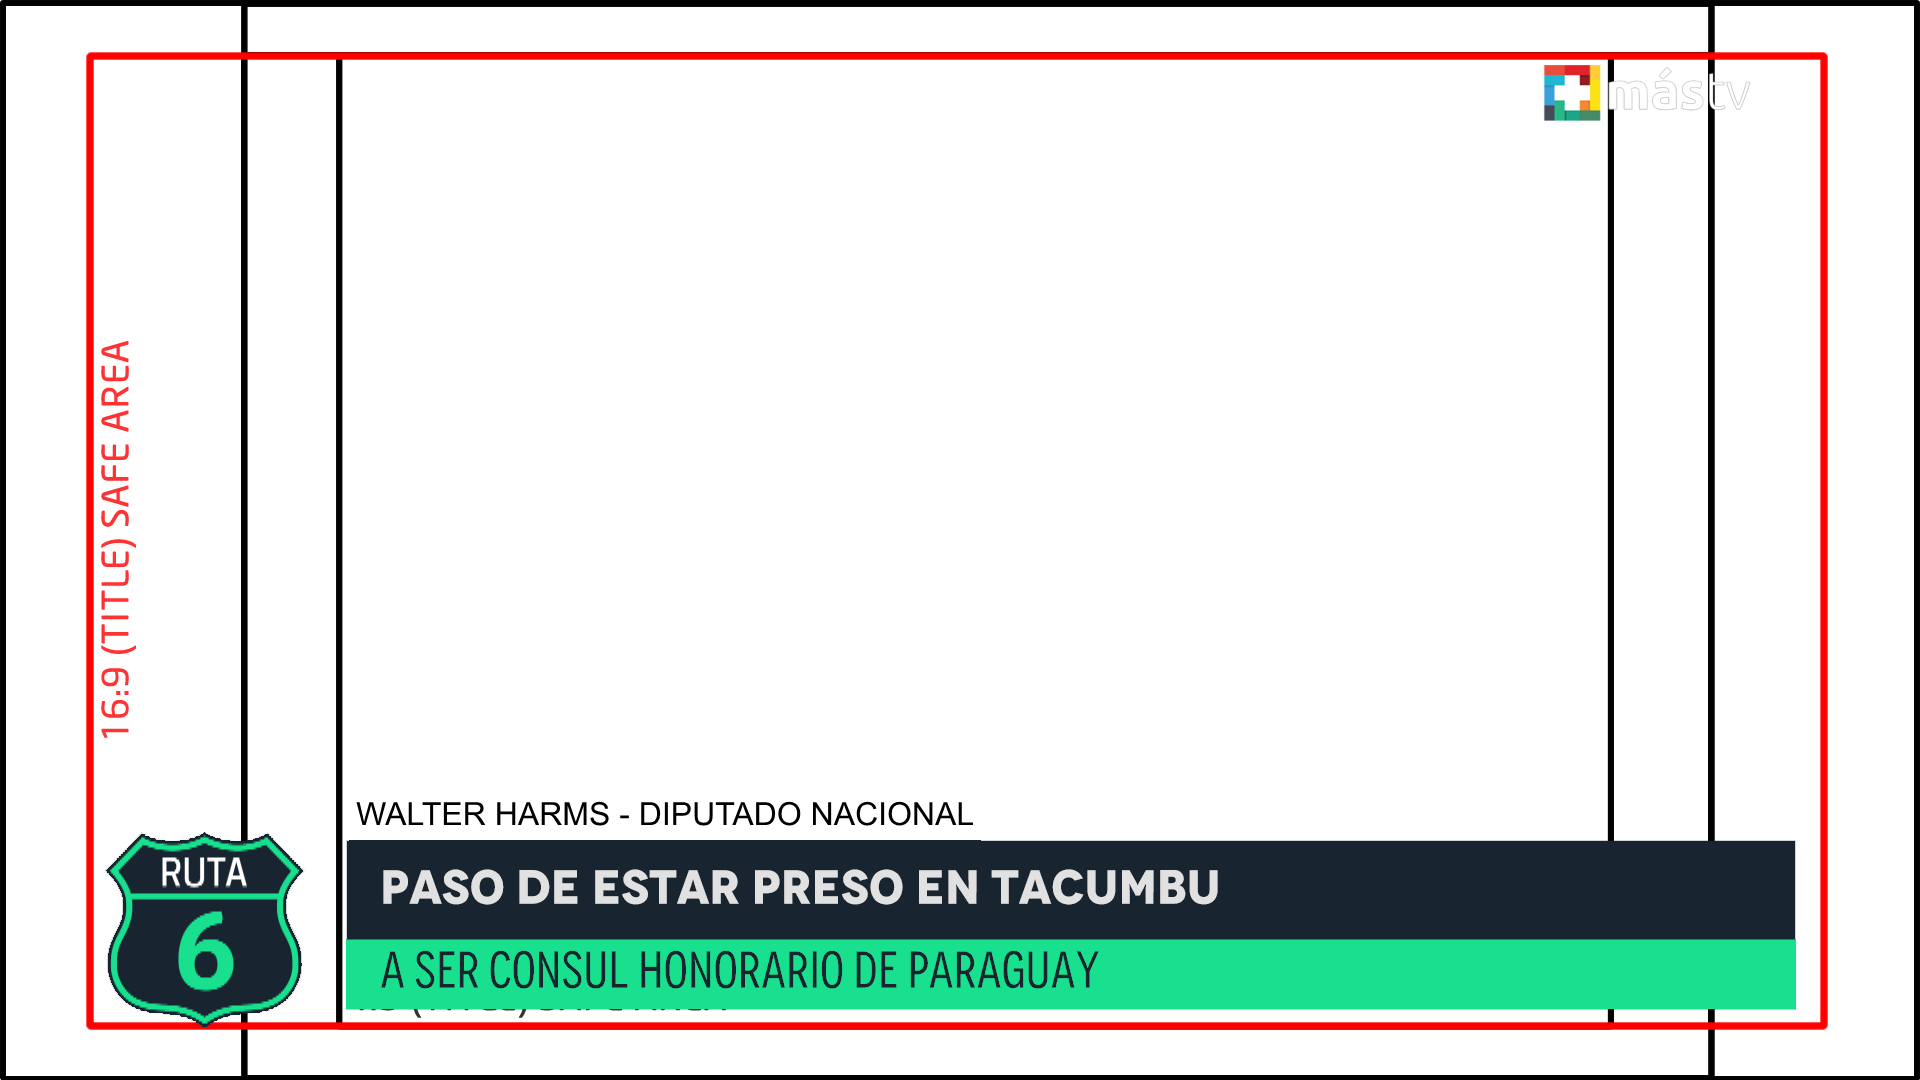 mástv
16:9 (TITLE) SAFE AREA
WALTER HARMS - DIPUTADO NACIONAL
RUTA
6
PASO DE ESTAR PRESO EN TACUMBU
A SER CONSUL HONORARIO DE PARAGUAY